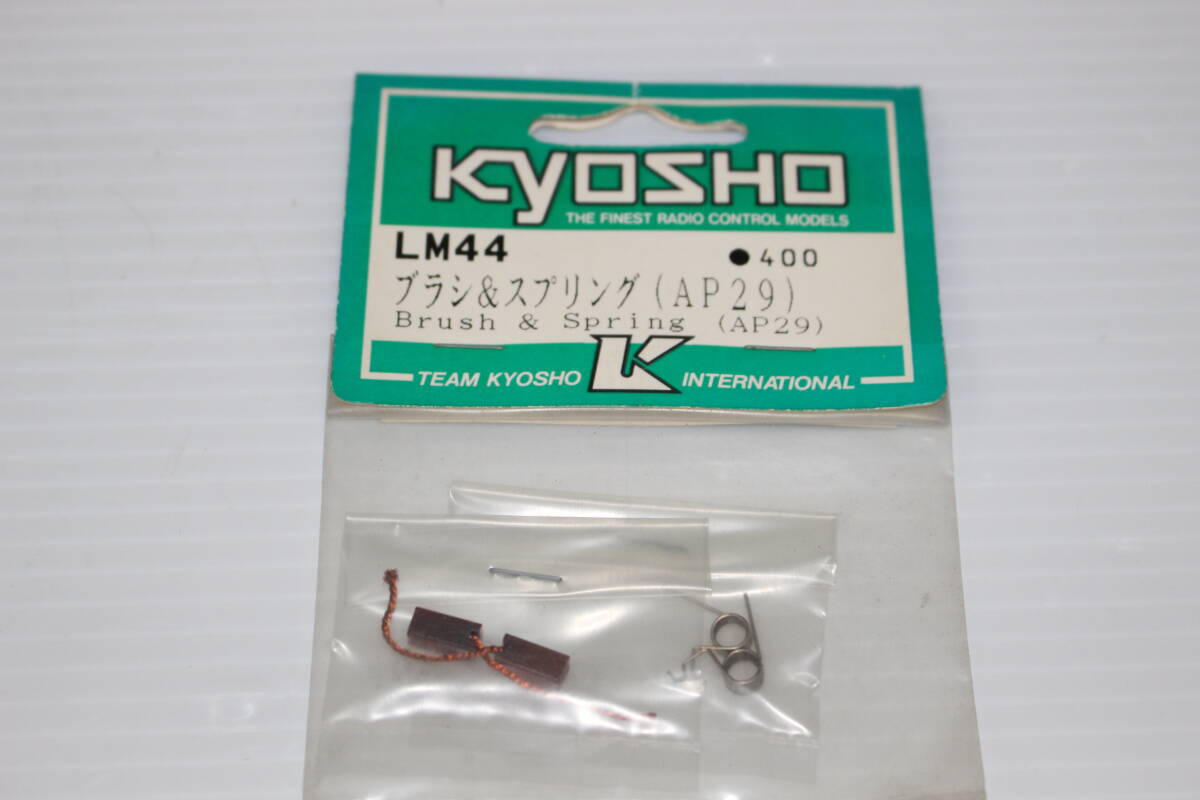 KYOSHO
THE FINEST RADIO CONTROL MODELS
LM44 ●400
ブラシ&スプリング(AP29)
Brush & Spring (AP29)
TEAM KYOSHO K INTERNATIONAL